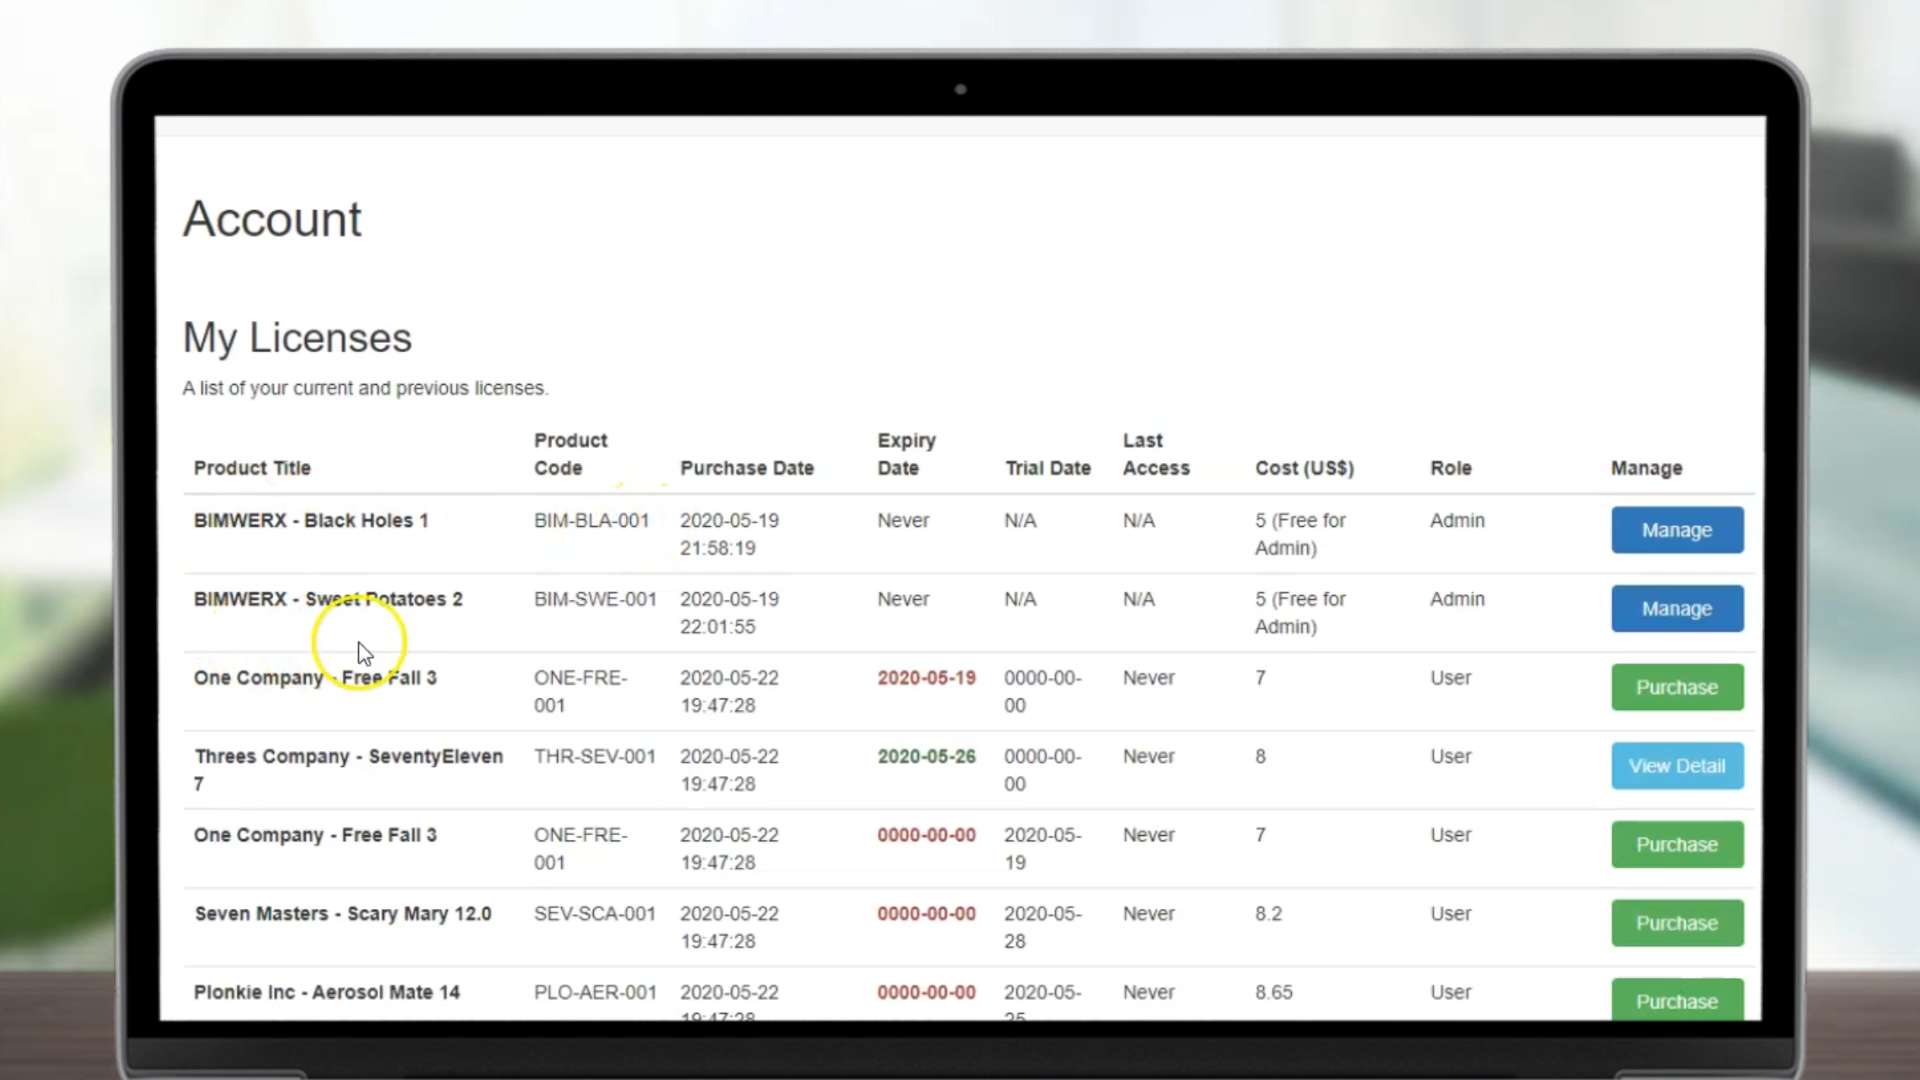 Account
My Licenses
A list of your current and previous licenses.
Product Title Product Code Purchase Date Expiry Date Trial Date Last Access Cost (US$) Role Manage
BIMWERX - Black Holes 1 BIM-BLA-001 2020-05-19 21:58:19 Never N/A N/A 5 (Free for Admin) Admin Manage
BIMWERX - Sweet Potatoes 2 BIM-SWE-001 2020-05-19 22:01:55 Never N/A N/A 5 (Free for Admin) Admin Manage
One Company - Free Fall 3 ONE-FRE-001 2020-05-22 19:47:28 2020-05-19 0000-00-00 Never 7 User Purchase
Threes Company - SeventyEleven 7 THR-SEV-001 2020-05-22 19:47:28 2020-05-26 0000-00-00 Never 8 User View Detail
One Company - Free Fall 3 ONE-FRE-001 2020-05-22 19:47:28 0000-00-00 2020-05-19 Never 7 User Purchase
Seven Masters - Scary Mary 12.0 SEV-SCA-001 2020-05-22 19:47:28 0000-00-00 2020-05-28 Never 8.2 User Purchase
Plonkie Inc - Aerosol Mate 14 PLO-AER-001 2020-05-22 19:47:28 0000-00-00 2020-05-25 Never 8.65 User Purchase